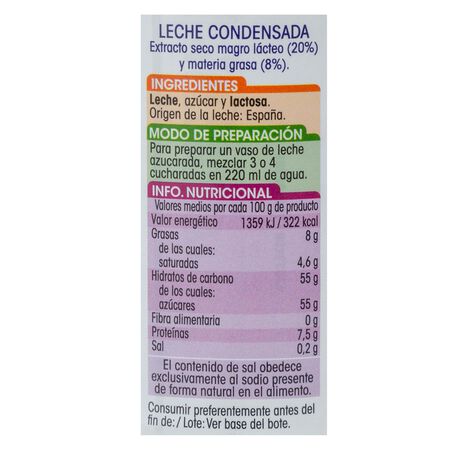 LECHE CONDENSADA
Extracto seco magro lácteo (20%)
y materia grasa (8%).
INGREDIENTES
Leche, azúcar y lactosa.
Origen de la leche: España.
MODO DE PREPARACIÓN
Para preparar un vaso de leche
azucarada, mezclar 3 o 4
cucharadas en 220 ml de agua.
INFO. NUTRICIONAL
Valores medios por cada 100 g de producto
Valor energético 1359 kJ / 322 kcal
Grasas 8 g
de las cuales:
saturadas 4,6 g
Hidratos de carbono 55 g
de los cuales:
azúcares 55 g
Fibra alimentaria 0 g
Proteínas 7,5 g
Sal 0,2 g
El contenido de sal obedece
exclusivamente al sodio presente
de forma natural en el alimento.
Consumir preferentemente antes del
fin de: / Lote: Ver base del bote.